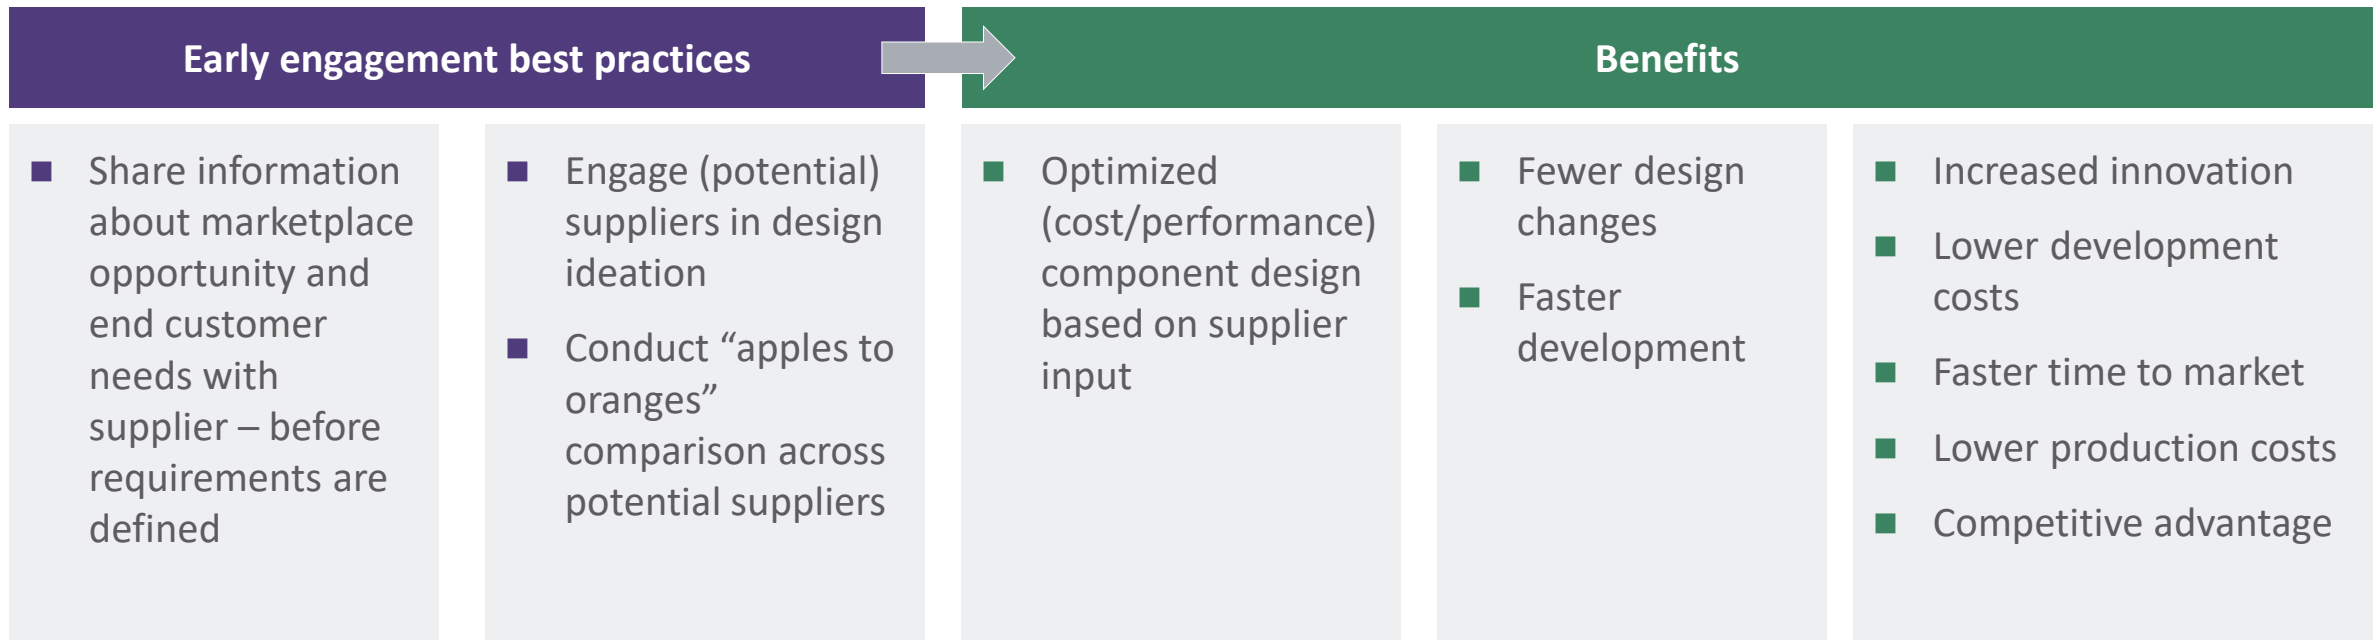 Early engagement best practices
Benefits
Share information
about marketplace
opportunity and
end customer
needs with
supplier – before
requirements are
defined
Engage (potential)
suppliers in design
ideation
Conduct “apples to
oranges”
comparison across
potential suppliers
Optimized
(cost/performance)
component design
based on supplier
input
Fewer design
changes
Faster
development
Increased innovation
Lower development
costs
Faster time to market
Lower production costs
Competitive advantage